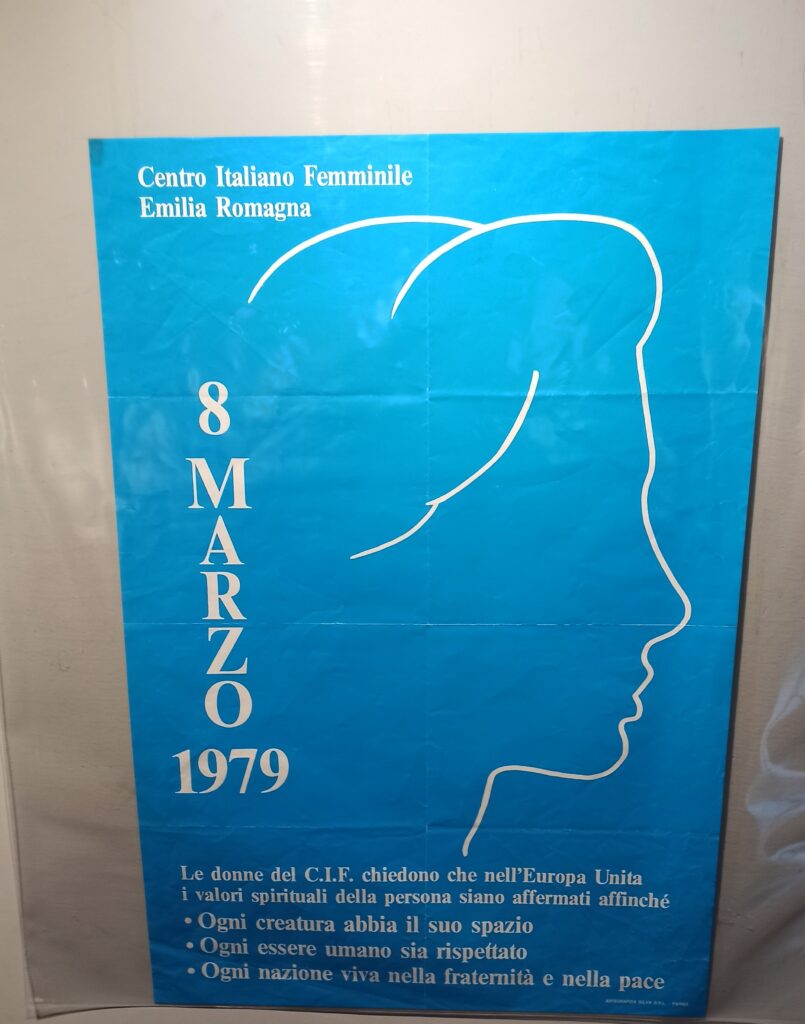 Centro Italiano Femminile
Emilia Romagna
8
MARZO
1979
Le donne del C.I.F. chiedono che nell'Europa Unita
i valori spirituali della persona siano affermati affinché
• Ogni creatura abbia il suo spazio
• Ogni essere umano sia rispettato
• Ogni nazione viva nella fraternità e nella pace